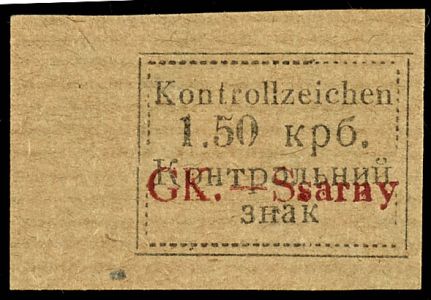 Kontrollzeichen
1.50 крб.
Контрольний
GK. - Ssarny
знак